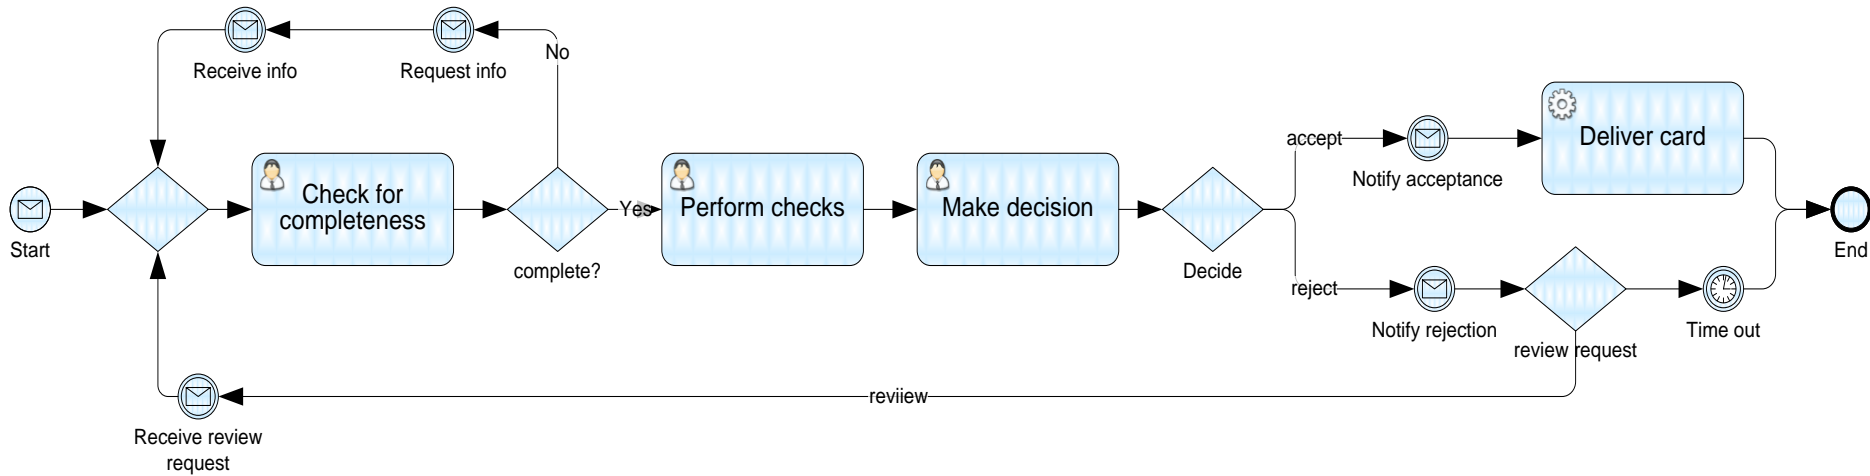 No
Receive info
Request info
accept
Deliver card
Notify acceptance
Start
Check for
completeness
complete?
Yes
Perform checks
Make decision
Decide
End
reject
Notify rejection
review request
Time out
reviiew
Receive review
request